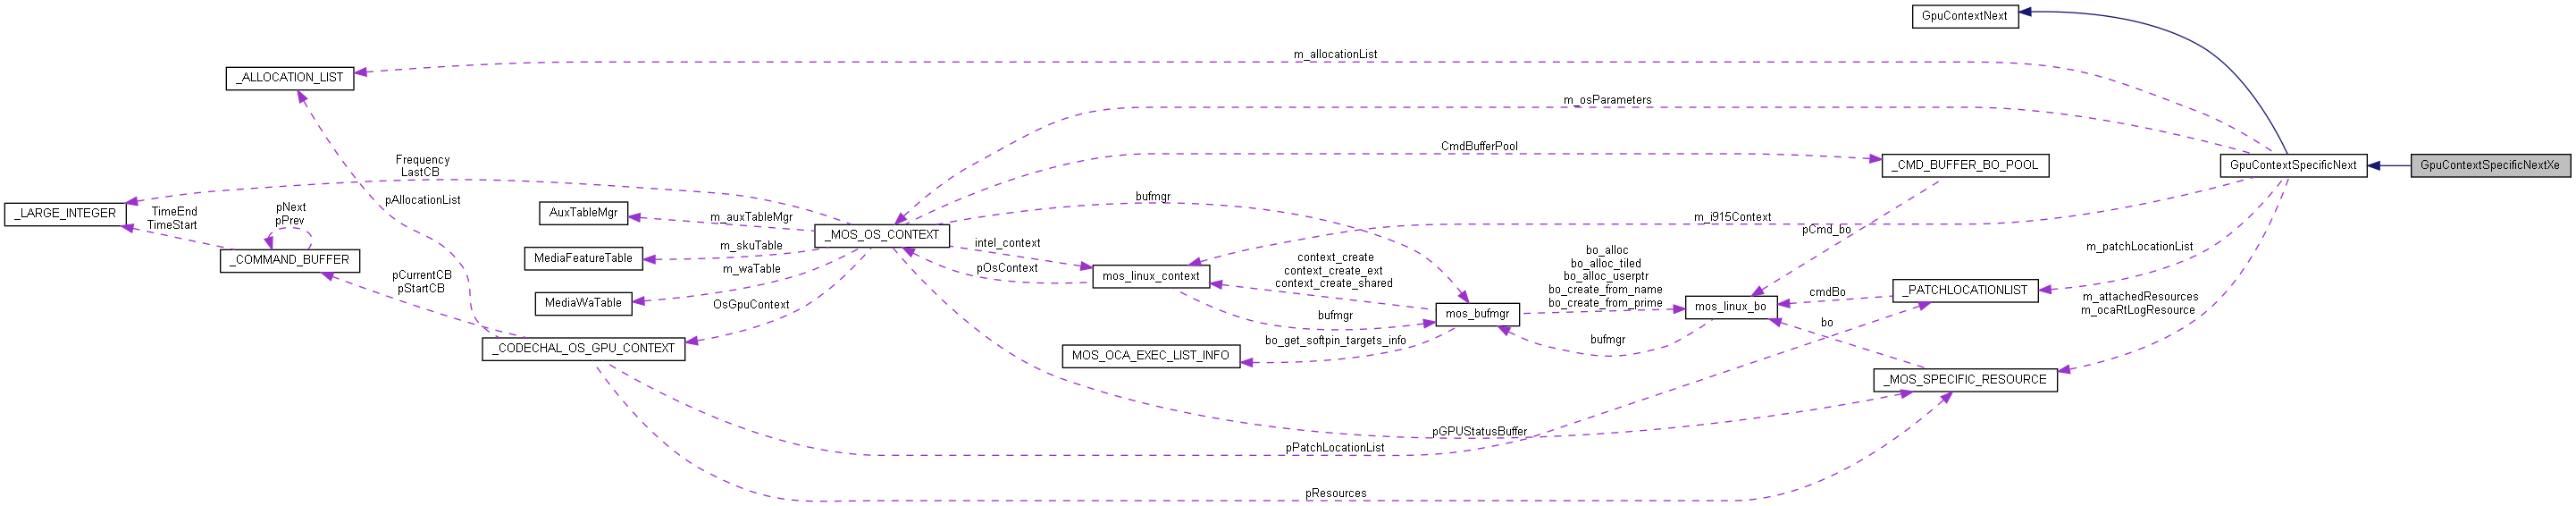 GpuContextNext
m_allocationList
_ALLOCATION_LIST
m_osParameters
CmdBufferPool
Frequency
LastCB
_CMD_BUFFER_BO_POOL
GpuContextSpecificNext
GpuContextSpecificNextXe
pAllocationList
bufmgr
_LARGE_INTEGER
TimeEnd
TimeStart
pNext
pPrev
AuxTableMgr
m_auxTableMgr
m_i915Context
pCmd_bo
_MOS_OS_CONTEXT
intel_context
m_skuTable
MediaFeatureTable
_COMMAND_BUFFER
m_patchLocationList
bo_alloc
bo_alloc_tiled
bo_alloc_userptr
bo_create_from_name
bo_create_from_prime
context_create
context_create_ext
context_create_shared
pOsContext
mos_linux_context
m_waTable
pCurrentCB
pStartCB
MediaWaTable
OsGpuContext
cmdBo
_PATCHLOCATIONLIST
m_attachedResources
m_ocaRtLogResource
mos_linux_bo
mos_bufmgr
bufmgr
bo
bufmgr
bo_get_softpin_targets_info
_CODECHAL_OS_GPU_CONTEXT
MOS_OCA_EXEC_LIST_INFO
_MOS_SPECIFIC_RESOURCE
pGPUStatusBuffer
pPatchLocationList
pResources